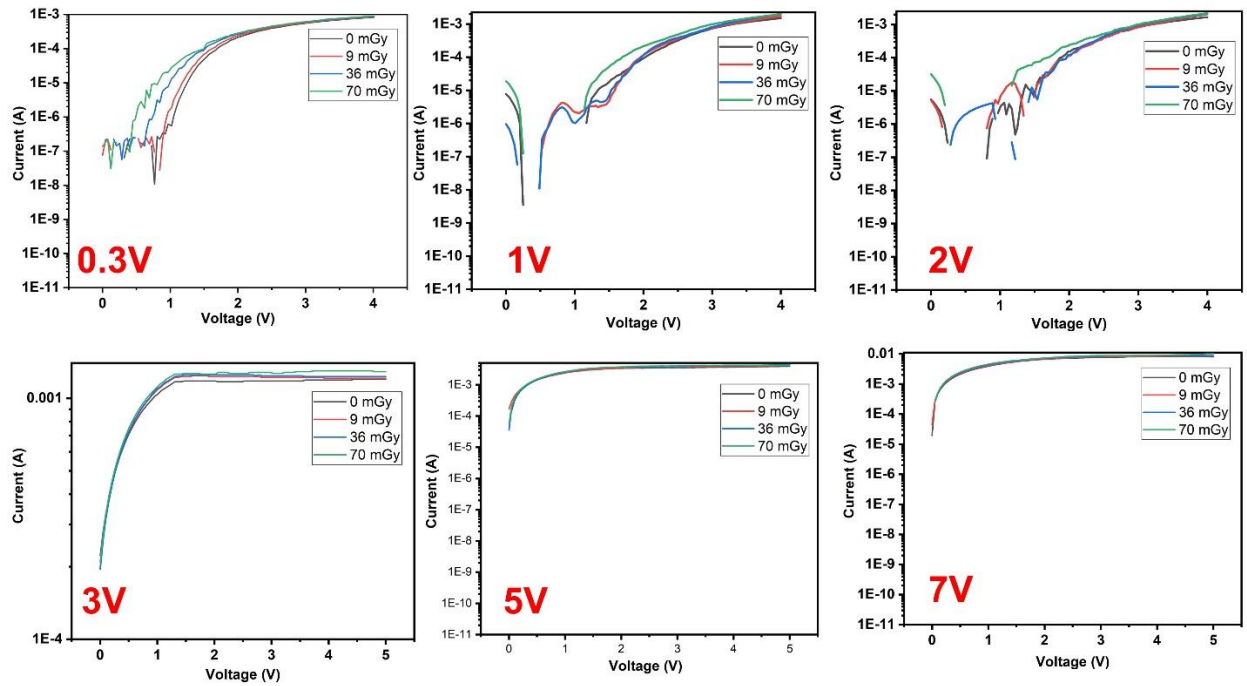 1E-3
1E-4
1E-5
1E-6
1E-7
1E-8
1E-9
1E-10
1E-11
Current (A)
0 mGy
9 mGy
36 mGy
70 mGy
0.3V
0 1 2 3 4
Voltage (V)
1E-3
1E-4
1E-5
1E-6
1E-7
1E-8
1E-9
1E-10
1E-11
Current (A)
0 mGy
9 mGy
36 mGy
70 mGy
1V
0 1 2 3 4
Voltage (V)
1E-3
1E-4
1E-5
1E-6
1E-7
1E-8
1E-9
1E-10
1E-11
Current (A)
0 mGy
9 mGy
36 mGy
70 mGy
2V
0 1 2 3 4
Voltage (V)
0.001
1E-4
Current (A)
0 mGy
9 mGy
36 mGy
70 mGy
3V
0 1 2 3 4 5
Voltage (V)
1E-3
1E-4
1E-5
1E-6
1E-7
1E-8
1E-9
1E-10
1E-11
Current (A)
0 mGy
9 mGy
36 mGy
70 mGy
5V
0 1 2 3 4 5
Voltage (V)
0.01
1E-3
1E-4
1E-5
1E-6
1E-7
1E-8
1E-9
1E-10
1E-11
Current (A)
0 mGy
9 mGy
36 mGy
70 mGy
7V
0 1 2 3 4 5
Voltage (V)